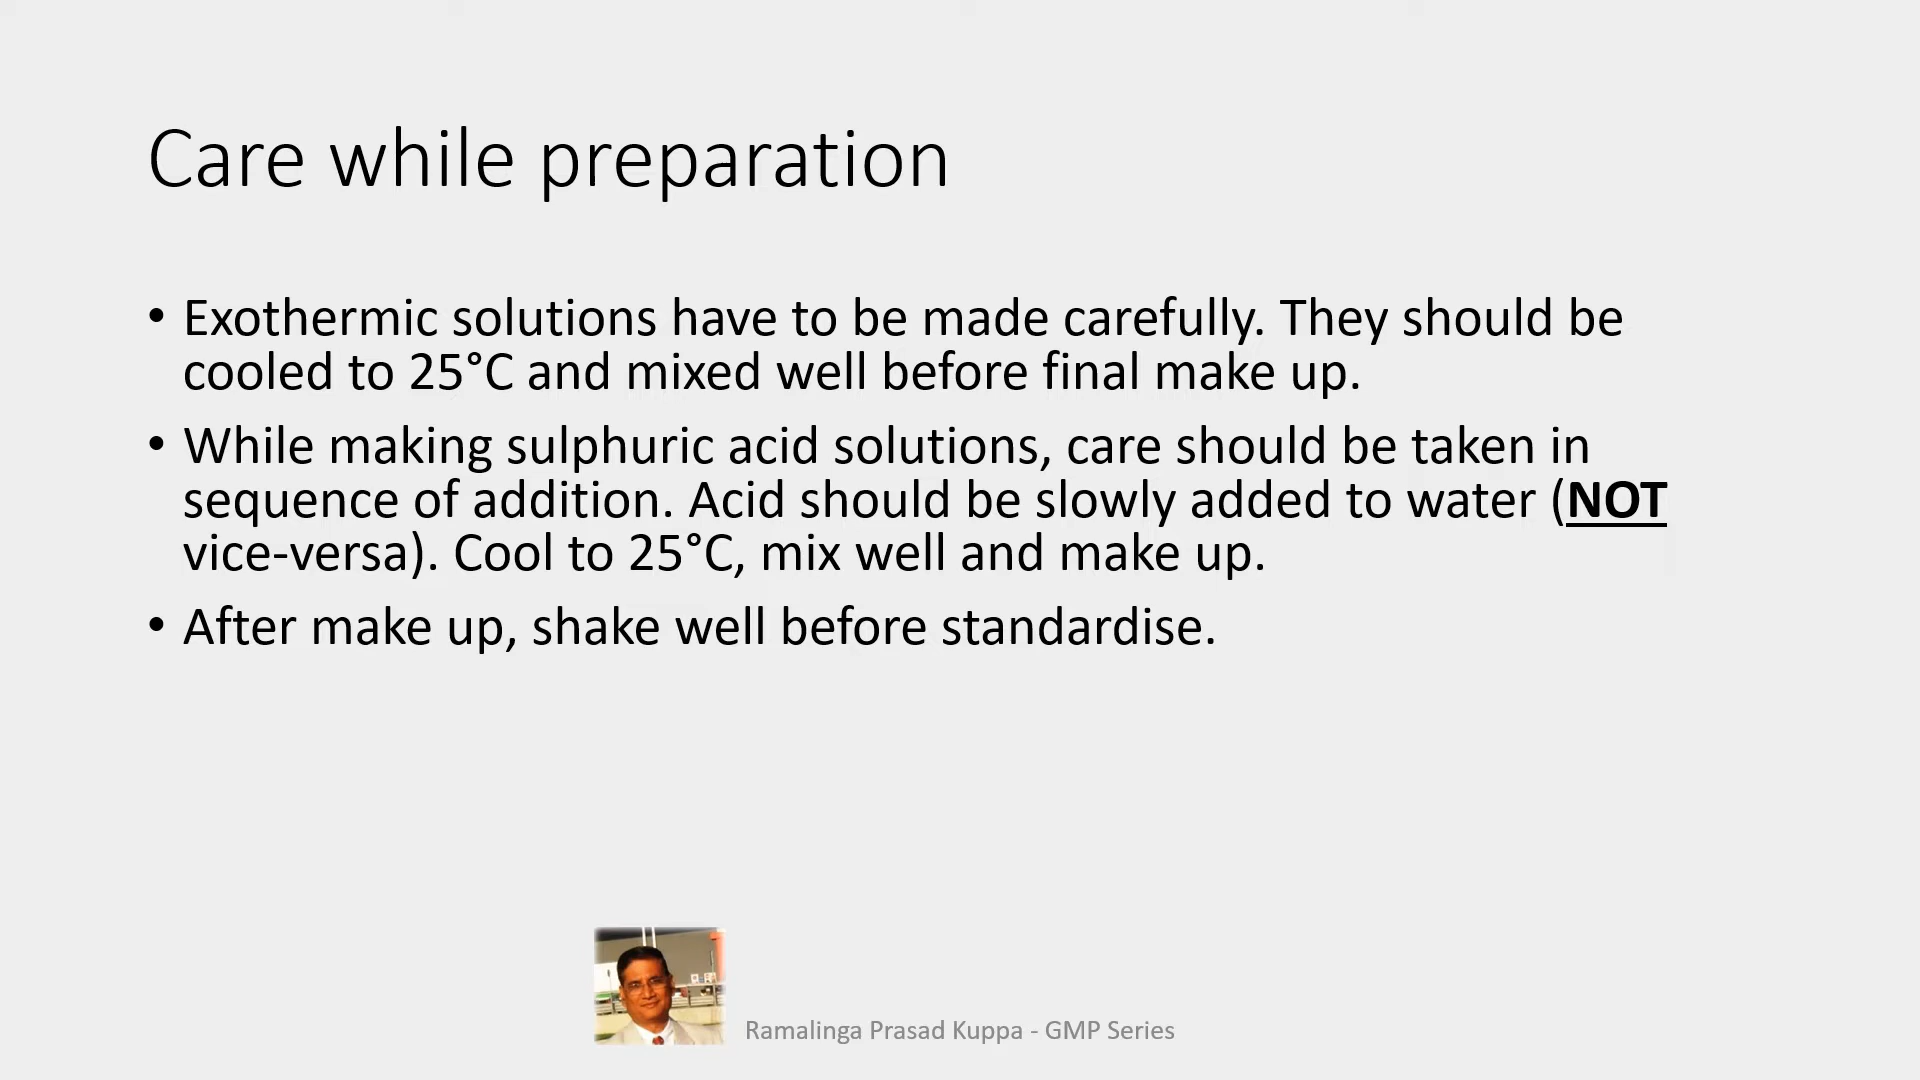 Care while preparation
• Exothermic solutions have to be made carefully. They should be
cooled to 25°C and mixed well before final make up.
• While making sulphuric acid solutions, care should be taken in
sequence of addition. Acid should be slowly added to water (NOT
vice-versa). Cool to 25°C, mix well and make up.
• After make up, shake well before standardise.
Ramalinga Prasad Kuppa - GMP Series